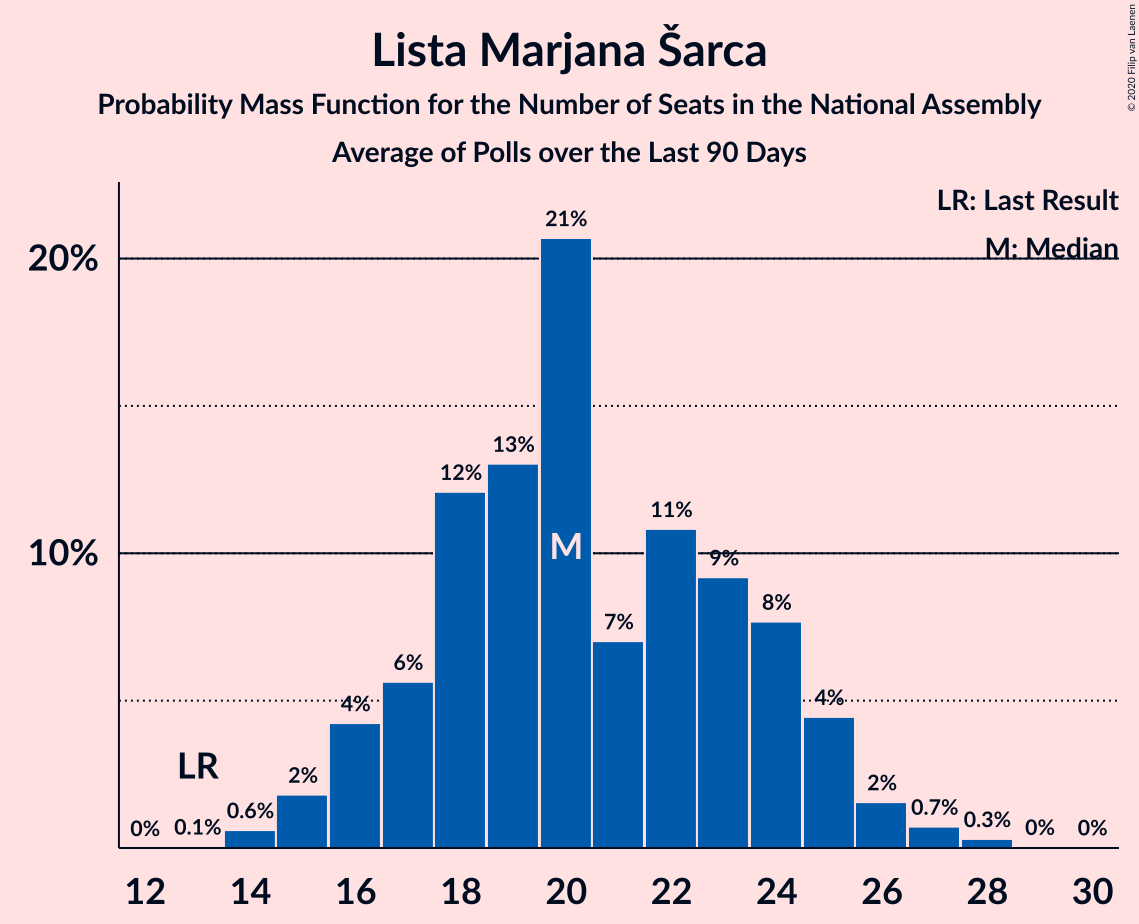 Lista Marjana Šarca
Probability Mass Function for the Number of Seats in the National Assembly
Average of Polls over the Last 90 Days
© 2020 Filip van Laenen
LR: Last Result
M: Median
20%
10%
0%
0.1%
0.6%
2%
4%
6%
12%
13%
21%
7%
11%
9%
8%
4%
2%
0.7%
0.3%
0%
0%
LR
M
12 14 16 18 20 22 24 26 28 30